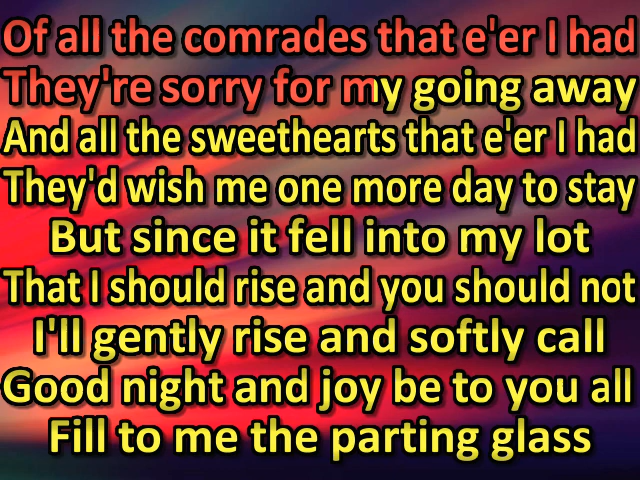 Of all the comrades that e'er I had
They're sorry for my going away
And all the sweethearts that e'er I had
They'd wish me one more day to stay
But since it fell into my lot
That I should rise and you should not
I'll gently rise and softly call
Good night and joy be to you all
Fill to me the parting glass